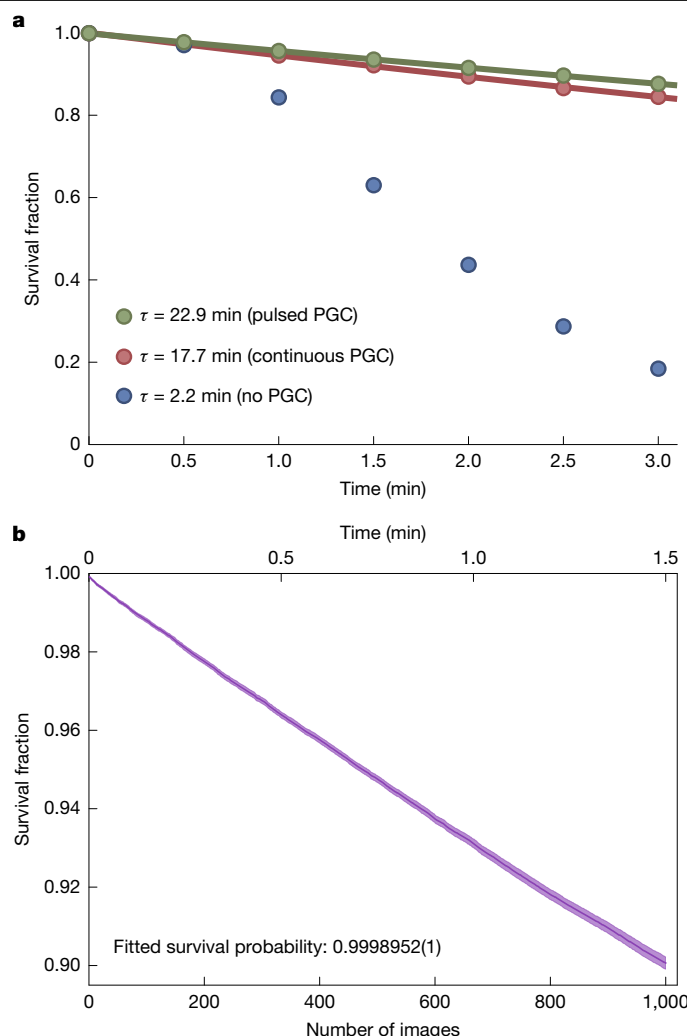 a
1.0
0.8
0.6
0.4
0.2
0
Survival fraction
τ = 22.9 min (pulsed PGC)
τ = 17.7 min (continuous PGC)
τ = 2.2 min (no PGC)
0 0.5 1.0 1.5 2.0 2.5 3.0
Time (min)
b
Time (min)
0 0.5 1.0 1.5
1.00
0.98
0.96
0.94
0.92
0.90
Survival fraction
Fitted survival probability: 0.9998952(1)
0 200 400 600 800 1,000
Number of images